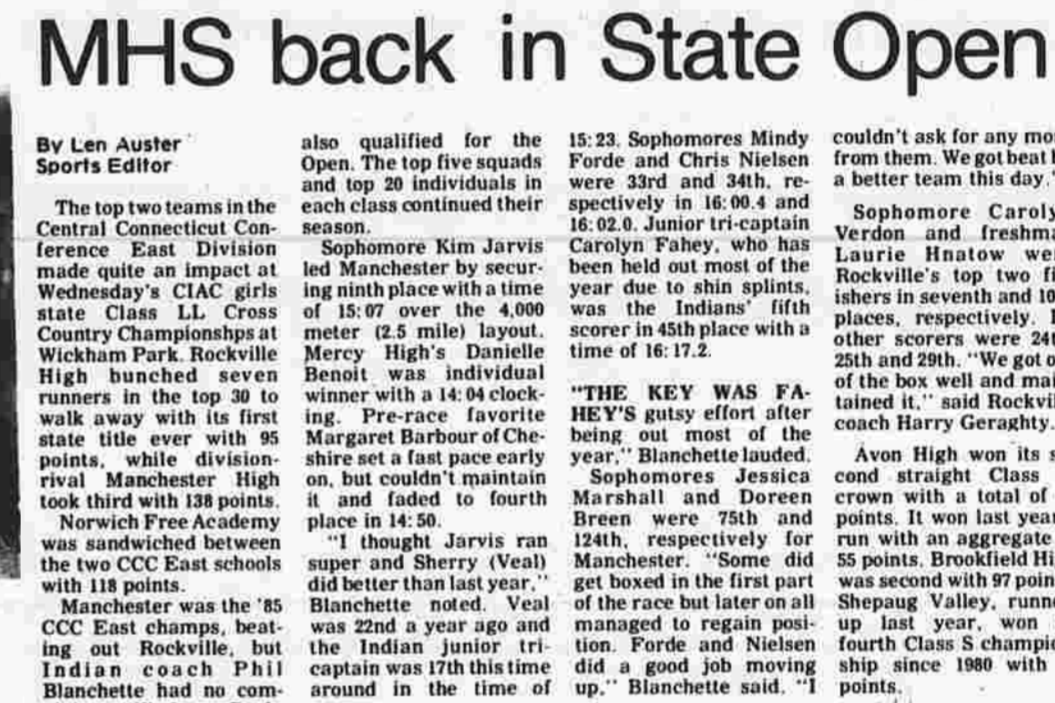 MHS back in State Open
By Len Auster
Sports Editor
The top two teams in the
Central Connecticut Con-
ference East Division
made quite an impact at
Wednesday's CIAC girls
state Class LL Cross
Country Championshps at
Wickham Park. Rockville
High bunched seven
runners in the top 30 to
walk away with its first
state title ever with 95
points, while division-
rival Manchester High
took third with 138 points.
Norwich Free Academy
was sandwiched between
the two CCC East schools
with 118 points.
Manchester was the '85
CCC East champs, beat-
ing out Rockville, but
Indian coach Phil
Blanchette had no com-
also qualified for the
Open. The top five squads
and top 20 individuals in
each class continued their
season.
Sophomore Kim Jarvis
led Manchester by secur-
ing ninth place with a time
of 15:07 over the 4,000
meter (2.5 mile) layout.
Mercy High's Danielle
Benoit was individual
winner with a 14:04 clock-
ing. Pre-race favorite
Margaret Barbour of Che-
shire set a fast pace early
on, but couldn't maintain
it and faded to fourth
place in 14:50.
"I thought Jarvis ran
super and Sherry (Veal)
did better than last year,"
Blanchette noted. Veal
was 22nd a year ago and
the Indian junior tri-
captain was 17th this time
around in the time of
15:23. Sophomores Mindy
Forde and Chris Nielsen
were 33rd and 34th, re-
spectively in 16:00.4 and
16:02.0. Junior tri-captain
Carolyn Fahey, who has
been held out most of the
year due to shin splints,
was the Indians' fifth
scorer in 45th place with a
time of 16:17.2.
"THE KEY WAS FA-
HEY'S gutsy effort after
being out most of the
year," Blanchette lauded.
Sophomores Jessica
Marshall and Doreen
Breen were 75th and
124th, respectively for
Manchester. "Some did
get boxed in the first part
of the race but later on all
managed to regain posi-
tion. Forde and Nielsen
did a good job moving
up," Blanchette said. "I
couldn't ask for any mo
from them. We got beat
a better team this day."
Sophomore Caroly
Verdon and freshma
Laurie Hnatow we
Rockville's top two fi
ishers in seventh and 10
places, respectively.
other scorers were 24t
25th and 29th. "We got o
of the box well and mai
tained it," said Rockvil
coach Harry Geraghty.
Avon High won its s
cond straight Class
crown with a total of
points. It won last year
run with an aggregate
55 points. Brookfield Hi
was second with 97 poin
Shepaug Valley, runn
up last year, won
fourth Class S champio
ship since 1980 with
points.